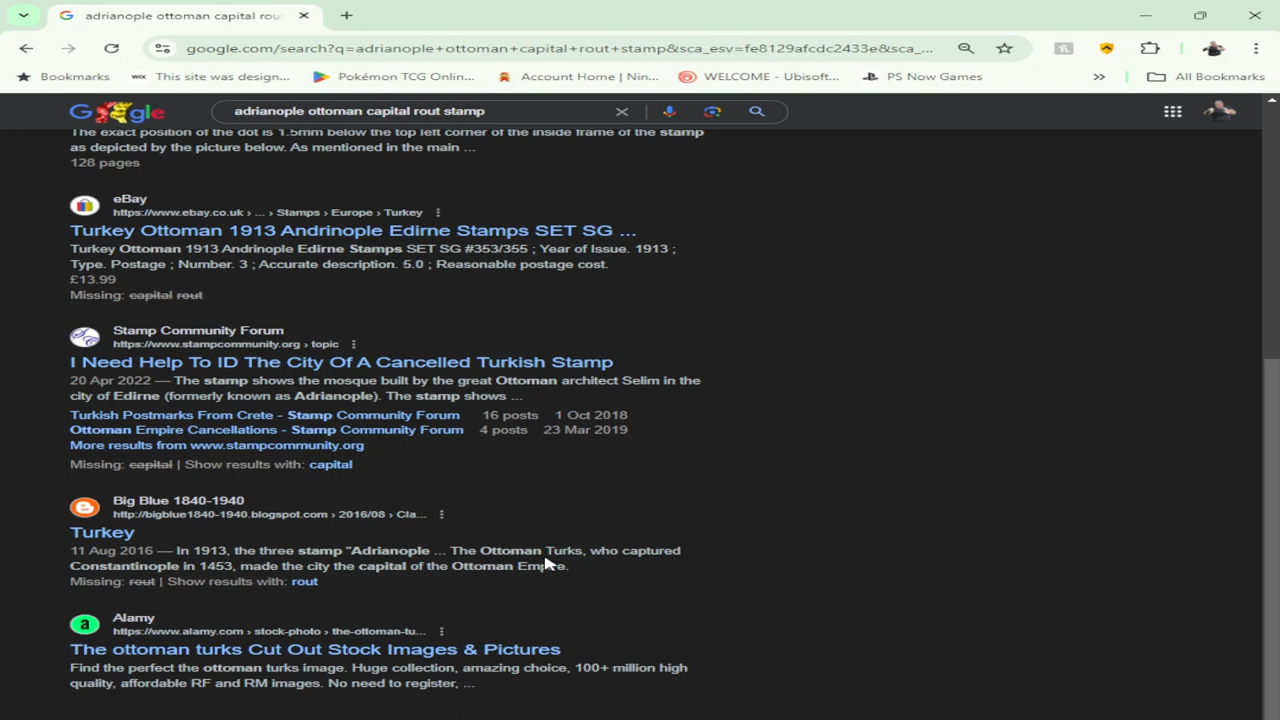 adrianople ottoman capital rou
google.com/search?q=adrianople+ottoman+capital+rout+stamp&sca_esv=fe8129afcdc2433e&sca_...
Bookmarks
WIX This site was design...
Pokémon TCG Onlin...
Account Home | Nin...
WELCOME - Ubisoft...
PS Now Games
All Bookmarks
adrianople ottoman capital rout stamp
The exact position of the dot is 1.5mm below the top left corner of the inside frame of the stamp
as depicted by the picture below. As mentioned in the main ...
128 pages
eBay
https://www.ebay.co.uk › ... › Stamps › Europe › Turkey
Turkey Ottoman 1913 Andrinople Edirne Stamps SET SG ...
Turkey Ottoman 1913 Andrinople Edirne Stamps SET SG #353/355 ; Year of Issue. 1913 ;
Type. Postage ; Number. 3 ; Accurate description. 5.0 ; Reasonable postage cost.
£13.99
Missing: capital rout
Stamp Community Forum
https://www.stampcommunity.org › topic
I Need Help To ID The City Of A Cancelled Turkish Stamp
20 Apr 2022 — The stamp shows the mosque built by the great Ottoman architect Selim in the
city of Edirne (formerly known as Adrianople). The stamp shows ...
Turkish Postmarks From Crete - Stamp Community Forum 16 posts 1 Oct 2018
Ottoman Empire Cancellations - Stamp Community Forum 4 posts 23 Mar 2019
More results from www.stampcommunity.org
Missing: capital | Show results with: capital
Big Blue 1840-1940
http://bigblue1840-1940.blogspot.com › 2016/08 › Cla...
Turkey
11 Aug 2016 — In 1913, the three stamp "Adrianople ... The Ottoman Turks, who captured
Constantinople in 1453, made the city the capital of the Ottoman Empire.
Missing: rout | Show results with: rout
a Alamy
https://www.alamy.com › stock-photo › the-ottoman-tu...
The ottoman turks Cut Out Stock Images & Pictures
Find the perfect the ottoman turks image. Huge collection, amazing choice, 100+ million high
quality, affordable RF and RM images. No need to register, ...